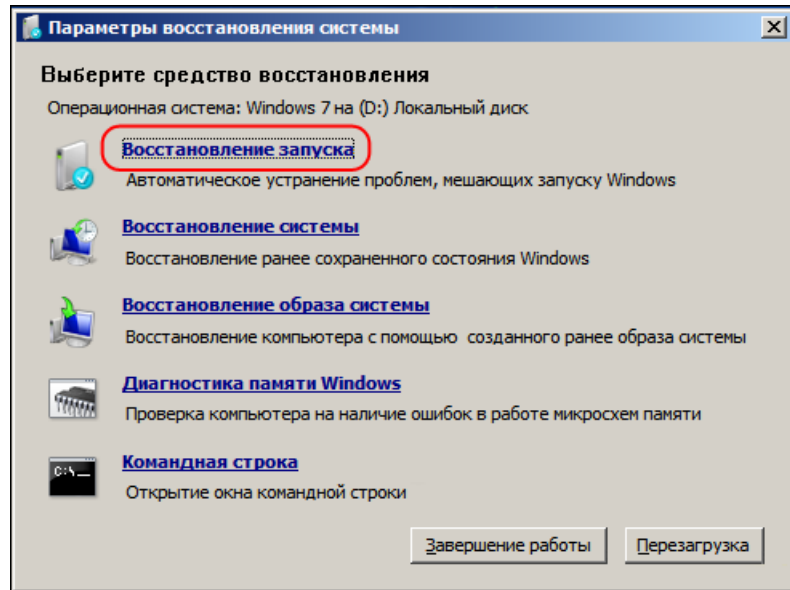 Параметры восстановления системы
Выберите средство восстановления
Операционная система: Windows 7 на (D:) Локальный диск
Восстановление запуска
Автоматическое устранение проблем, мешающих запуску Windows
Восстановление системы
Восстановление ранее сохраненного состояния Windows
Восстановление образа системы
Восстановление компьютера с помощью созданного ранее образа системы
Диагностика памяти Windows
Проверка компьютера на наличие ошибок в работе микросхем памяти
C:\_
Командная строка
Открытие окна командной строки
Завершение работы Перезагрузка